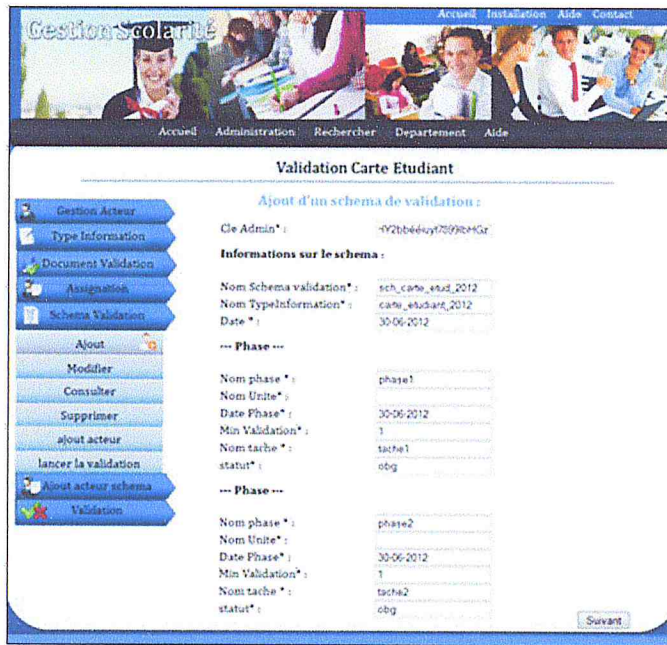 Accueil Installation Aide Contact
Gestion Scolarité
Accueil Administration Rechercher Departement Aide
Validation Carte Etudiant
Gestion Acteur
Type Information
Document Validation
Assignation
Schema Validation
Ajout
Modifier
Consulter
Supprimer
ajout acteur
lancer la validation
Ajout acteur schema
Validation
Ajout d'un schema de validation :
Cle Admin* :
Informations sur le schema :
Nom Schema validation* : sch_carte_etud_2012
Nom TypeInformation* : carte_etudiant_2012
Date * : 30-06-2012
--- Phase ---
Nom phase * : phase1
Nom Unite* :
Date Phase* : 30-06-2012
Min Validation* : 1
Nom tache * : tache1
statut* : obg
--- Phase ---
Nom phase * : phase2
Nom Unite* :
Date Phase* : 30-06-2012
Min Validation* : 1
Nom tache * : tache2
statut* : obg
Suivant